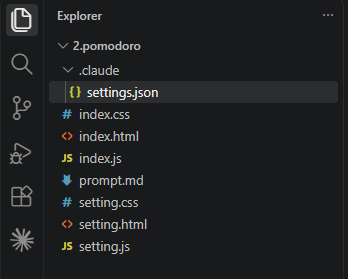 Explorer
2.pomodoro
.claude
{} settings.json
# index.css
<> index.html
JS index.js
prompt.md
# setting.css
<> setting.html
JS setting.js